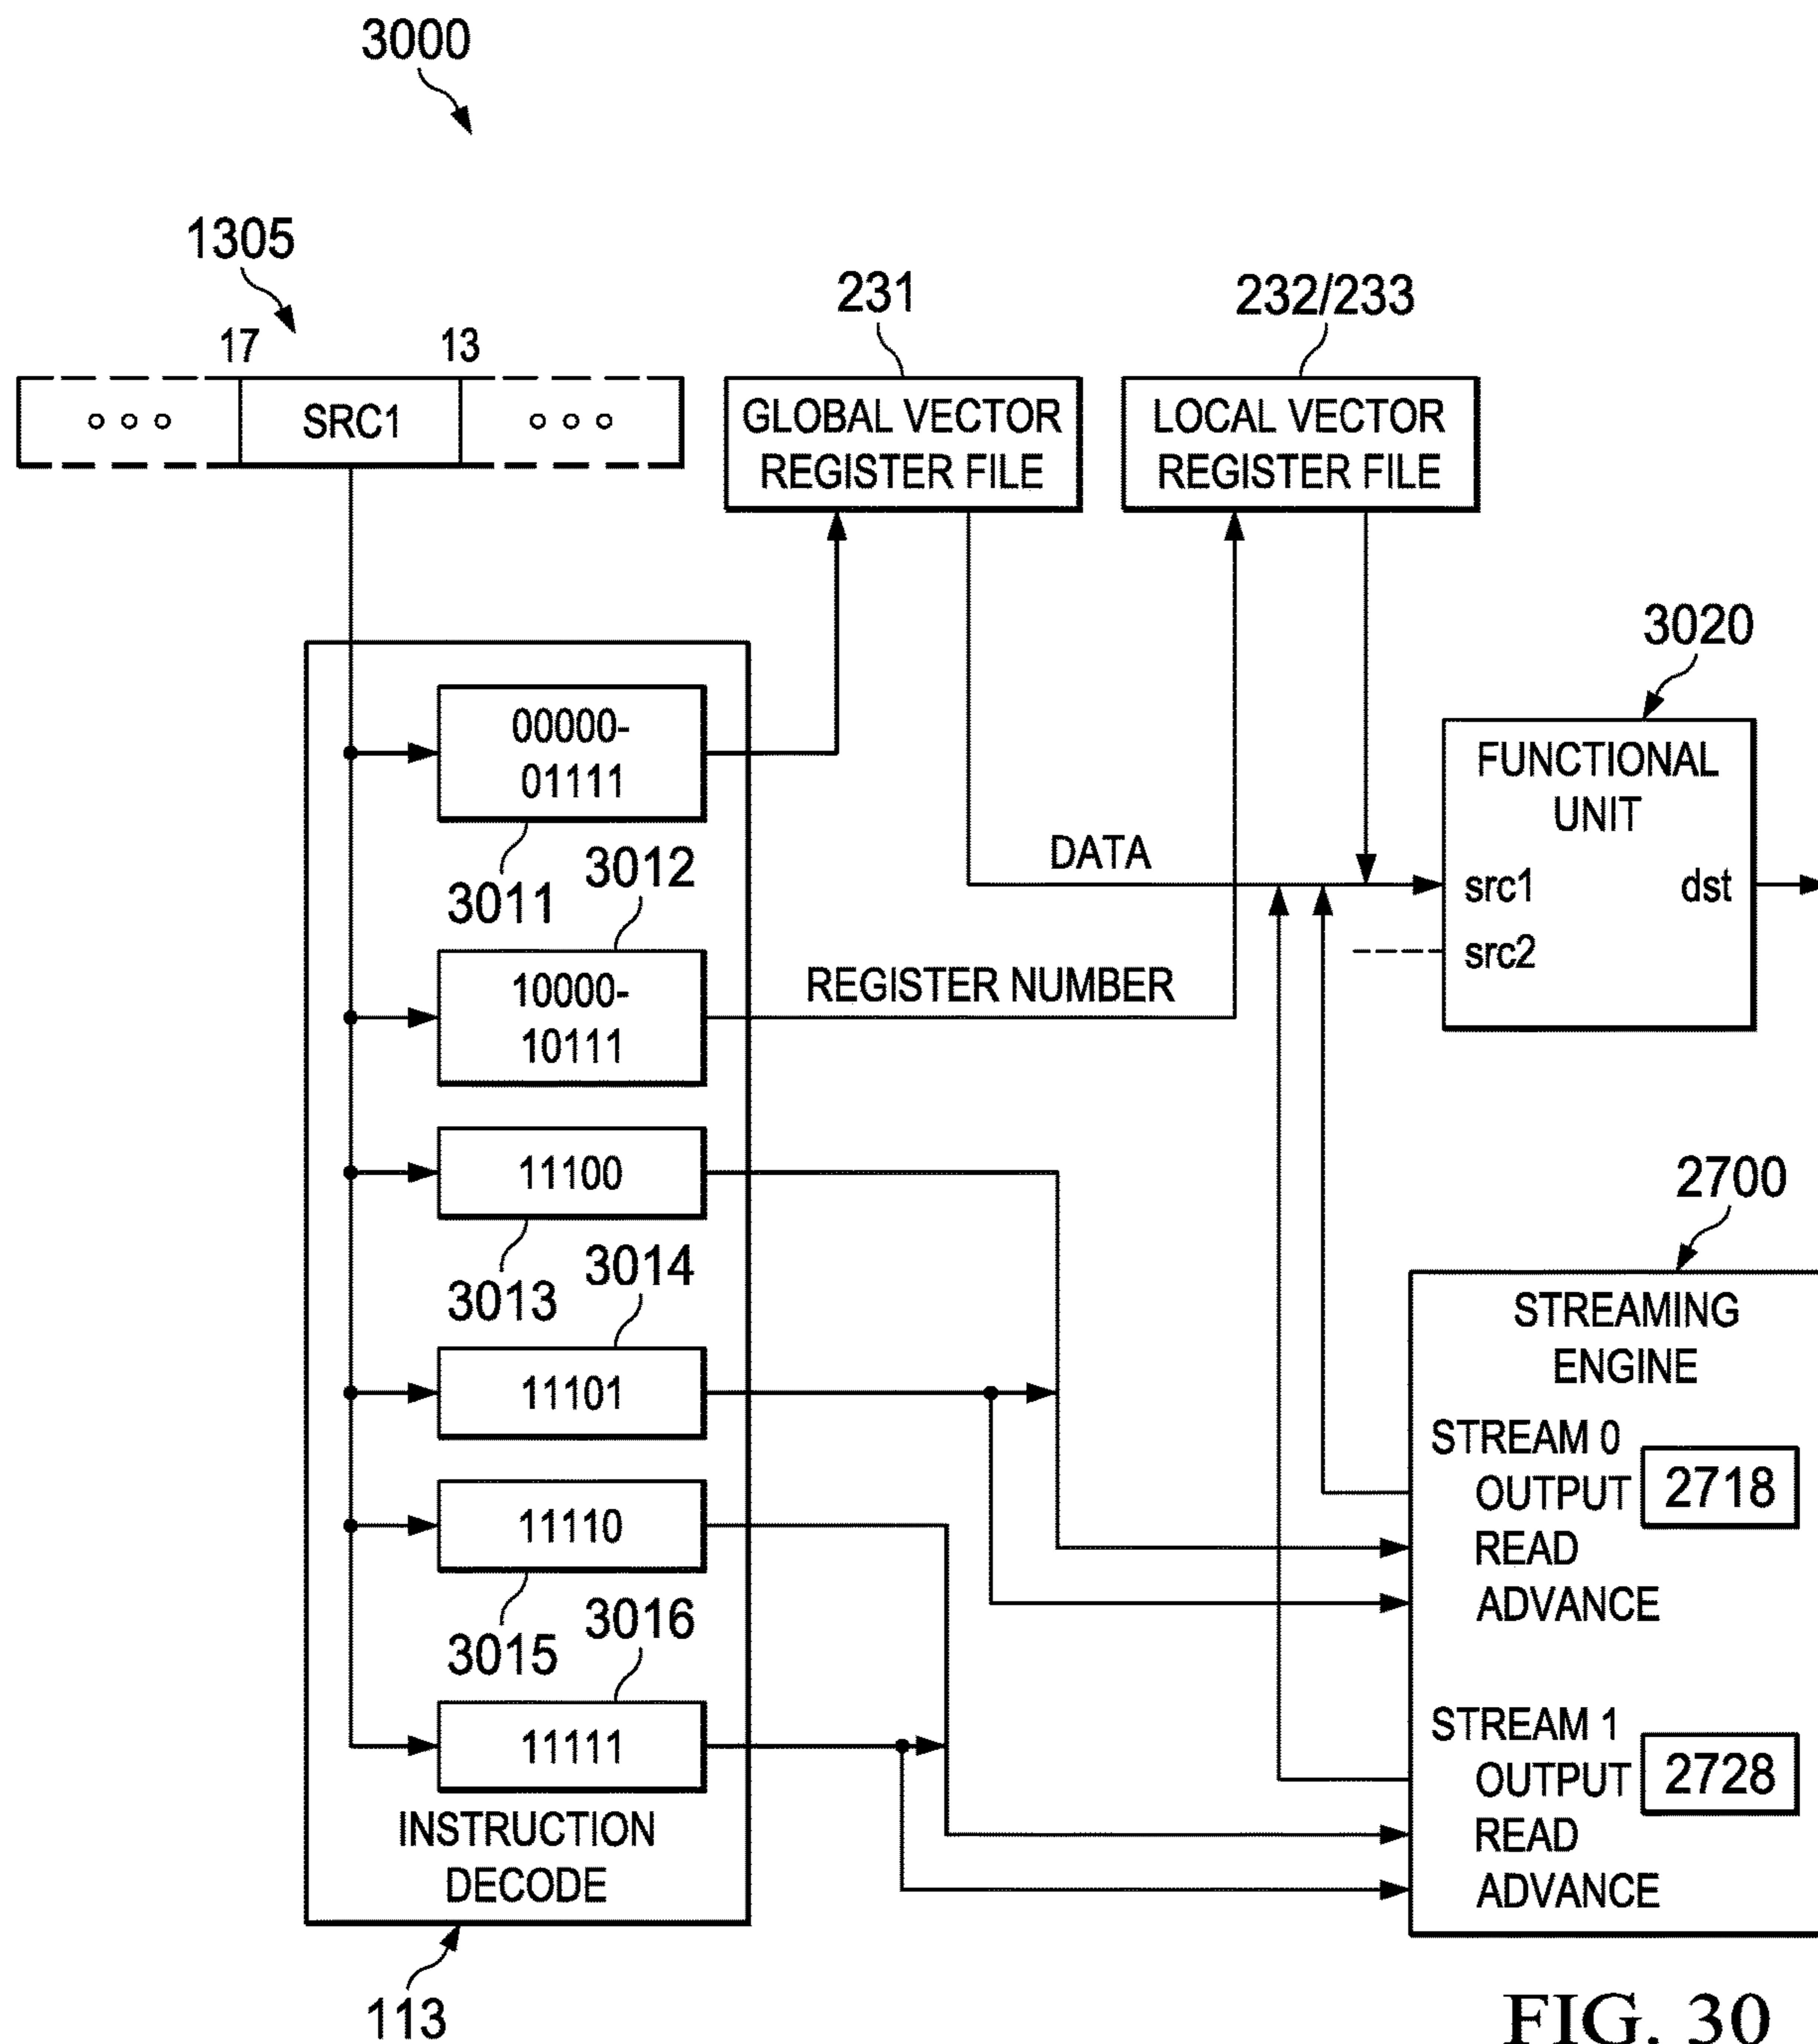 3000
1305
17
13
SRC1
231
GLOBAL VECTOR
REGISTER FILE
232/233
LOCAL VECTOR
REGISTER FILE
00000-
01111
3011
3012
10000-
10111
11100
3013
3014
11101
11110
3015
3016
11111
INSTRUCTION
DECODE
113
DATA
REGISTER NUMBER
3020
FUNCTIONAL
UNIT
src1
dst
src2
2700
STREAMING
ENGINE
STREAM 0
OUTPUT 2718
READ
ADVANCE
STREAM 1
OUTPUT 2728
READ
ADVANCE
FIG. 30